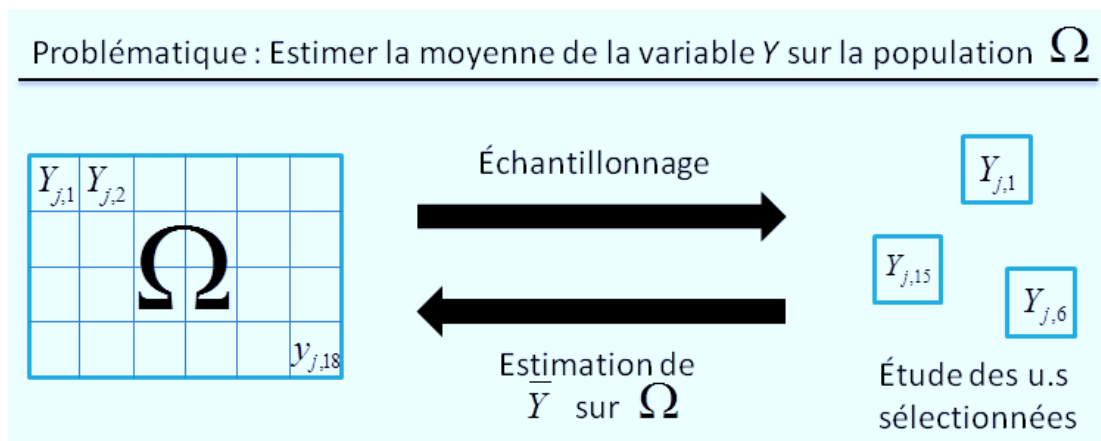 Problématique : Estimer la moyenne de la variable Y sur la population Ω
Y_{j,1} Y_{j,2}
Ω
y_{j,18}
Échantillonnage
Estimation de
Y̅ sur Ω
Y_{j,1}
Y_{j,15}
Y_{j,6}
Étude des u.s
sélectionnées